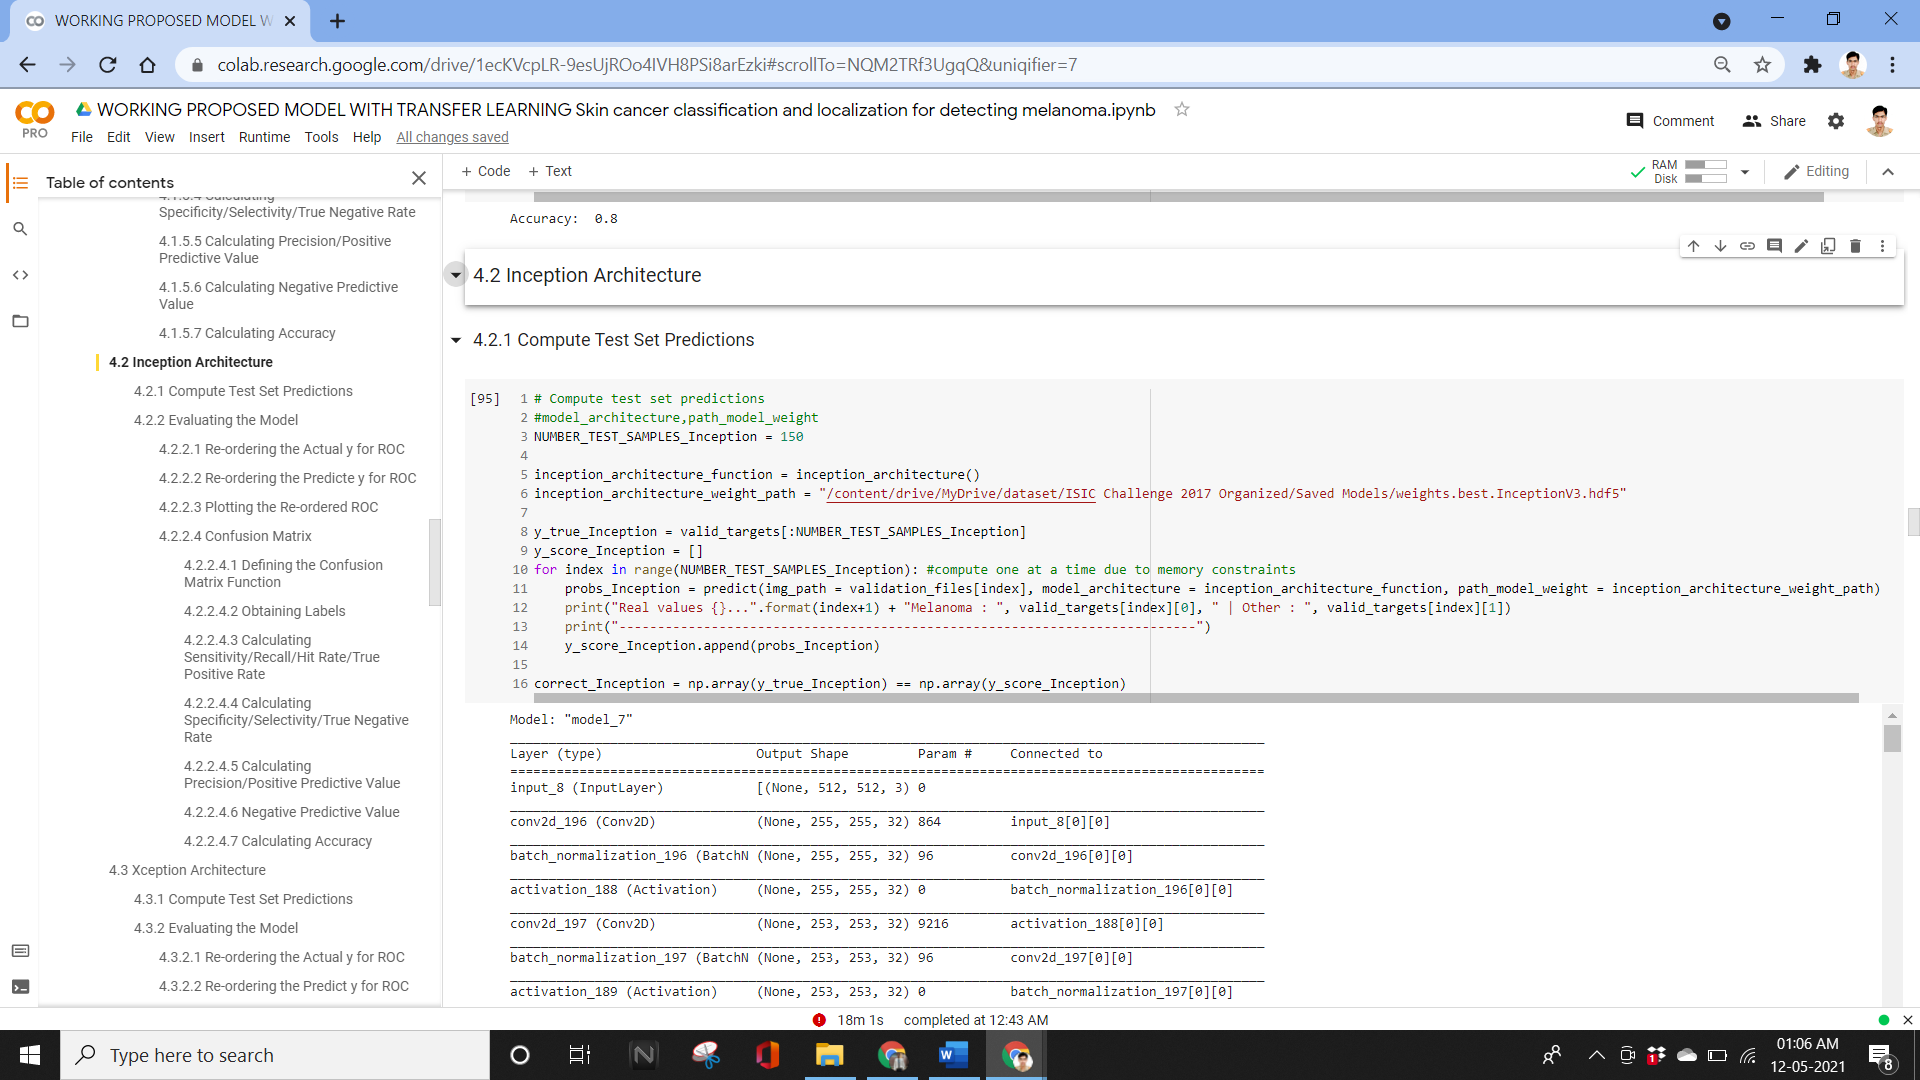 WORKING PROPOSED MODEL W
colab.research.google.com/drive/1ecKVcpLR-9esUjROo4IVH8PSi8arEzki#scrollTo=NQM2TRf3UgqQ&uniqifier=7
PRO
WORKING PROPOSED MODEL WITH TRANSFER LEARNING Skin cancer classification and localization for detecting melanoma.ipynb
File Edit View Insert Runtime Tools Help All changes saved
Comment Share
Table of contents
Specificity/Selectivity/True Negative Rate
4.1.5.5 Calculating Precision/Positive
Predictive Value
4.1.5.6 Calculating Negative Predictive
Value
4.1.5.7 Calculating Accuracy
4.2 Inception Architecture
4.2.1 Compute Test Set Predictions
4.2.2 Evaluating the Model
4.2.2.1 Re-ordering the Actual y for ROC
4.2.2.2 Re-ordering the Predicte y for ROC
4.2.2.3 Plotting the Re-ordered ROC
4.2.2.4 Confusion Matrix
4.2.2.4.1 Defining the Confusion
Matrix Function
4.2.2.4.2 Obtaining Labels
4.2.2.4.3 Calculating
Sensitivity/Recall/Hit Rate/True
Positive Rate
4.2.2.4.4 Calculating
Specificity/Selectivity/True Negative
Rate
4.2.2.4.5 Calculating
Precision/Positive Predictive Value
4.2.2.4.6 Negative Predictive Value
4.2.2.4.7 Calculating Accuracy
4.3 Xception Architecture
4.3.1 Compute Test Set Predictions
4.3.2 Evaluating the Model
4.3.2.1 Re-ordering the Actual y for ROC
4.3.2.2 Re-ordering the Predict y for ROC
+ Code + Text
RAM
Disk
Editing
Accuracy: 0.8
4.2 Inception Architecture
4.2.1 Compute Test Set Predictions
[95]
1 # Compute test set predictions
2 #model_architecture,path_model_weight
3 NUMBER_TEST_SAMPLES_Inception = 150
4
5 inception_architecture_function = inception_architecture()
6 inception_architecture_weight_path = "/content/drive/MyDrive/dataset/ISIC Challenge 2017 Organized/Saved Models/weights.best.InceptionV3.hdf5"
7
8 y_true_Inception = valid_targets[:NUMBER_TEST_SAMPLES_Inception]
9 y_score_Inception = []
10 for index in range(NUMBER_TEST_SAMPLES_Inception): #compute one at a time due to memory constraints
11 probs_Inception = predict(img_path = validation_files[index], model_architecture = inception_architecture_function, path_model_weight = inception_architecture_weight_path)
12 print("Real values {}...".format(index+1) + "Melanoma : ", valid_targets[index][0], " | Other : ", valid_targets[index][1])
13 print("---------------------------------------------------------------------------")
14 y_score_Inception.append(probs_Inception)
15
16 correct_Inception = np.array(y_true_Inception) == np.array(y_score_Inception)
Model: "model_7"
Layer (type) Output Shape Param # Connected to
input_8 (InputLayer) [(None, 512, 512, 3) 0
conv2d_196 (Conv2D) (None, 255, 255, 32) 864 input_8[0][0]
batch_normalization_196 (BatchN (None, 255, 255, 32) 96 conv2d_196[0][0]
activation_188 (Activation) (None, 255, 255, 32) 0 batch_normalization_196[0][0]
conv2d_197 (Conv2D) (None, 253, 253, 32) 9216 activation_188[0][0]
batch_normalization_197 (BatchN (None, 253, 253, 32) 96 conv2d_197[0][0]
activation_189 (Activation) (None, 253, 253, 32) 0 batch_normalization_197[0][0]
18m 1s completed at 12:43 AM
Type here to search
01:06 AM
12-05-2021
8